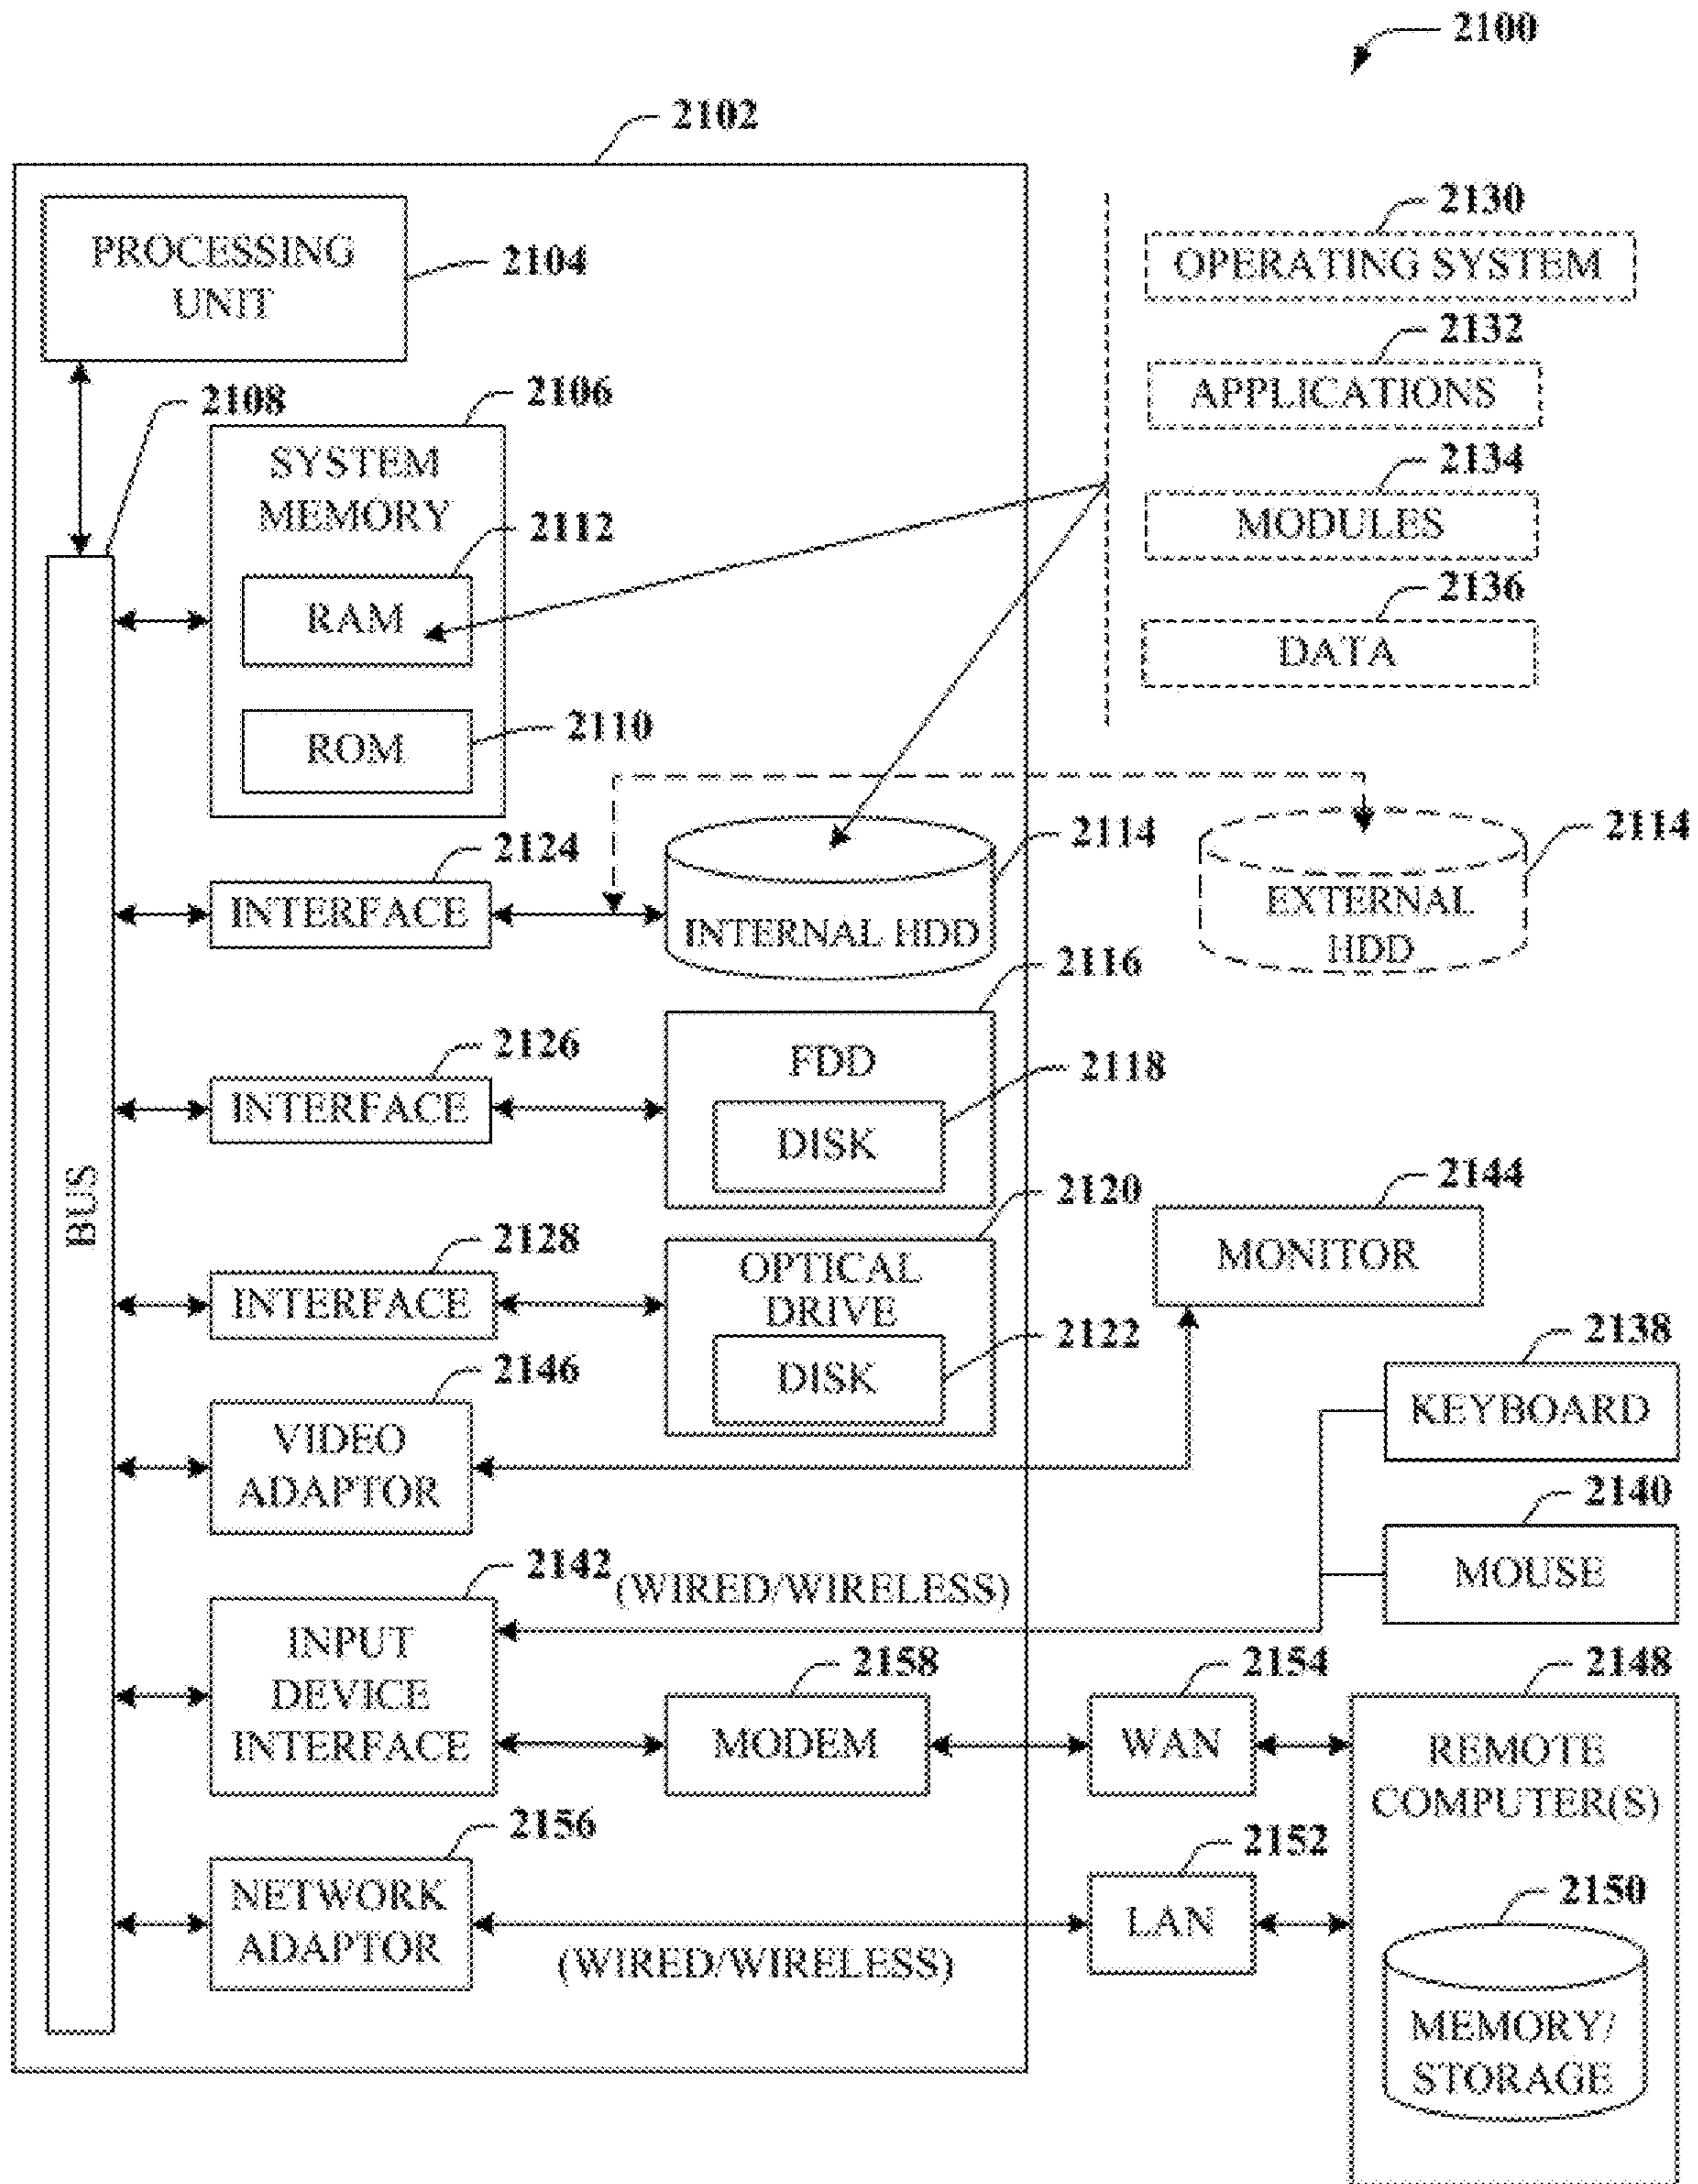 2100
2102
PROCESSING
UNIT
2104
2130
OPERATING SYSTEM
2132
APPLICATIONS
2134
MODULES
2136
DATA
2108
2106
SYSTEM
MEMORY
2112
RAM
2110
ROM
2124
INTERFACE
2114
INTERNAL HDD
2114
EXTERNAL
HDD
2116
FDD
2126
INTERFACE
2118
DISK
BUS
2120
OPTICAL
DRIVE
2128
INTERFACE
2122
DISK
2144
MONITOR
2146
VIDEO
ADAPTOR
2138
KEYBOARD
2140
MOUSE
2142
(WIRED/WIRELESS)
INPUT
DEVICE
INTERFACE
2158
MODEM
2154
WAN
2148
REMOTE
COMPUTER(S)
2156
NETWORK
ADAPTOR
(WIRED/WIRELESS)
2152
LAN
2150
MEMORY/
STORAGE